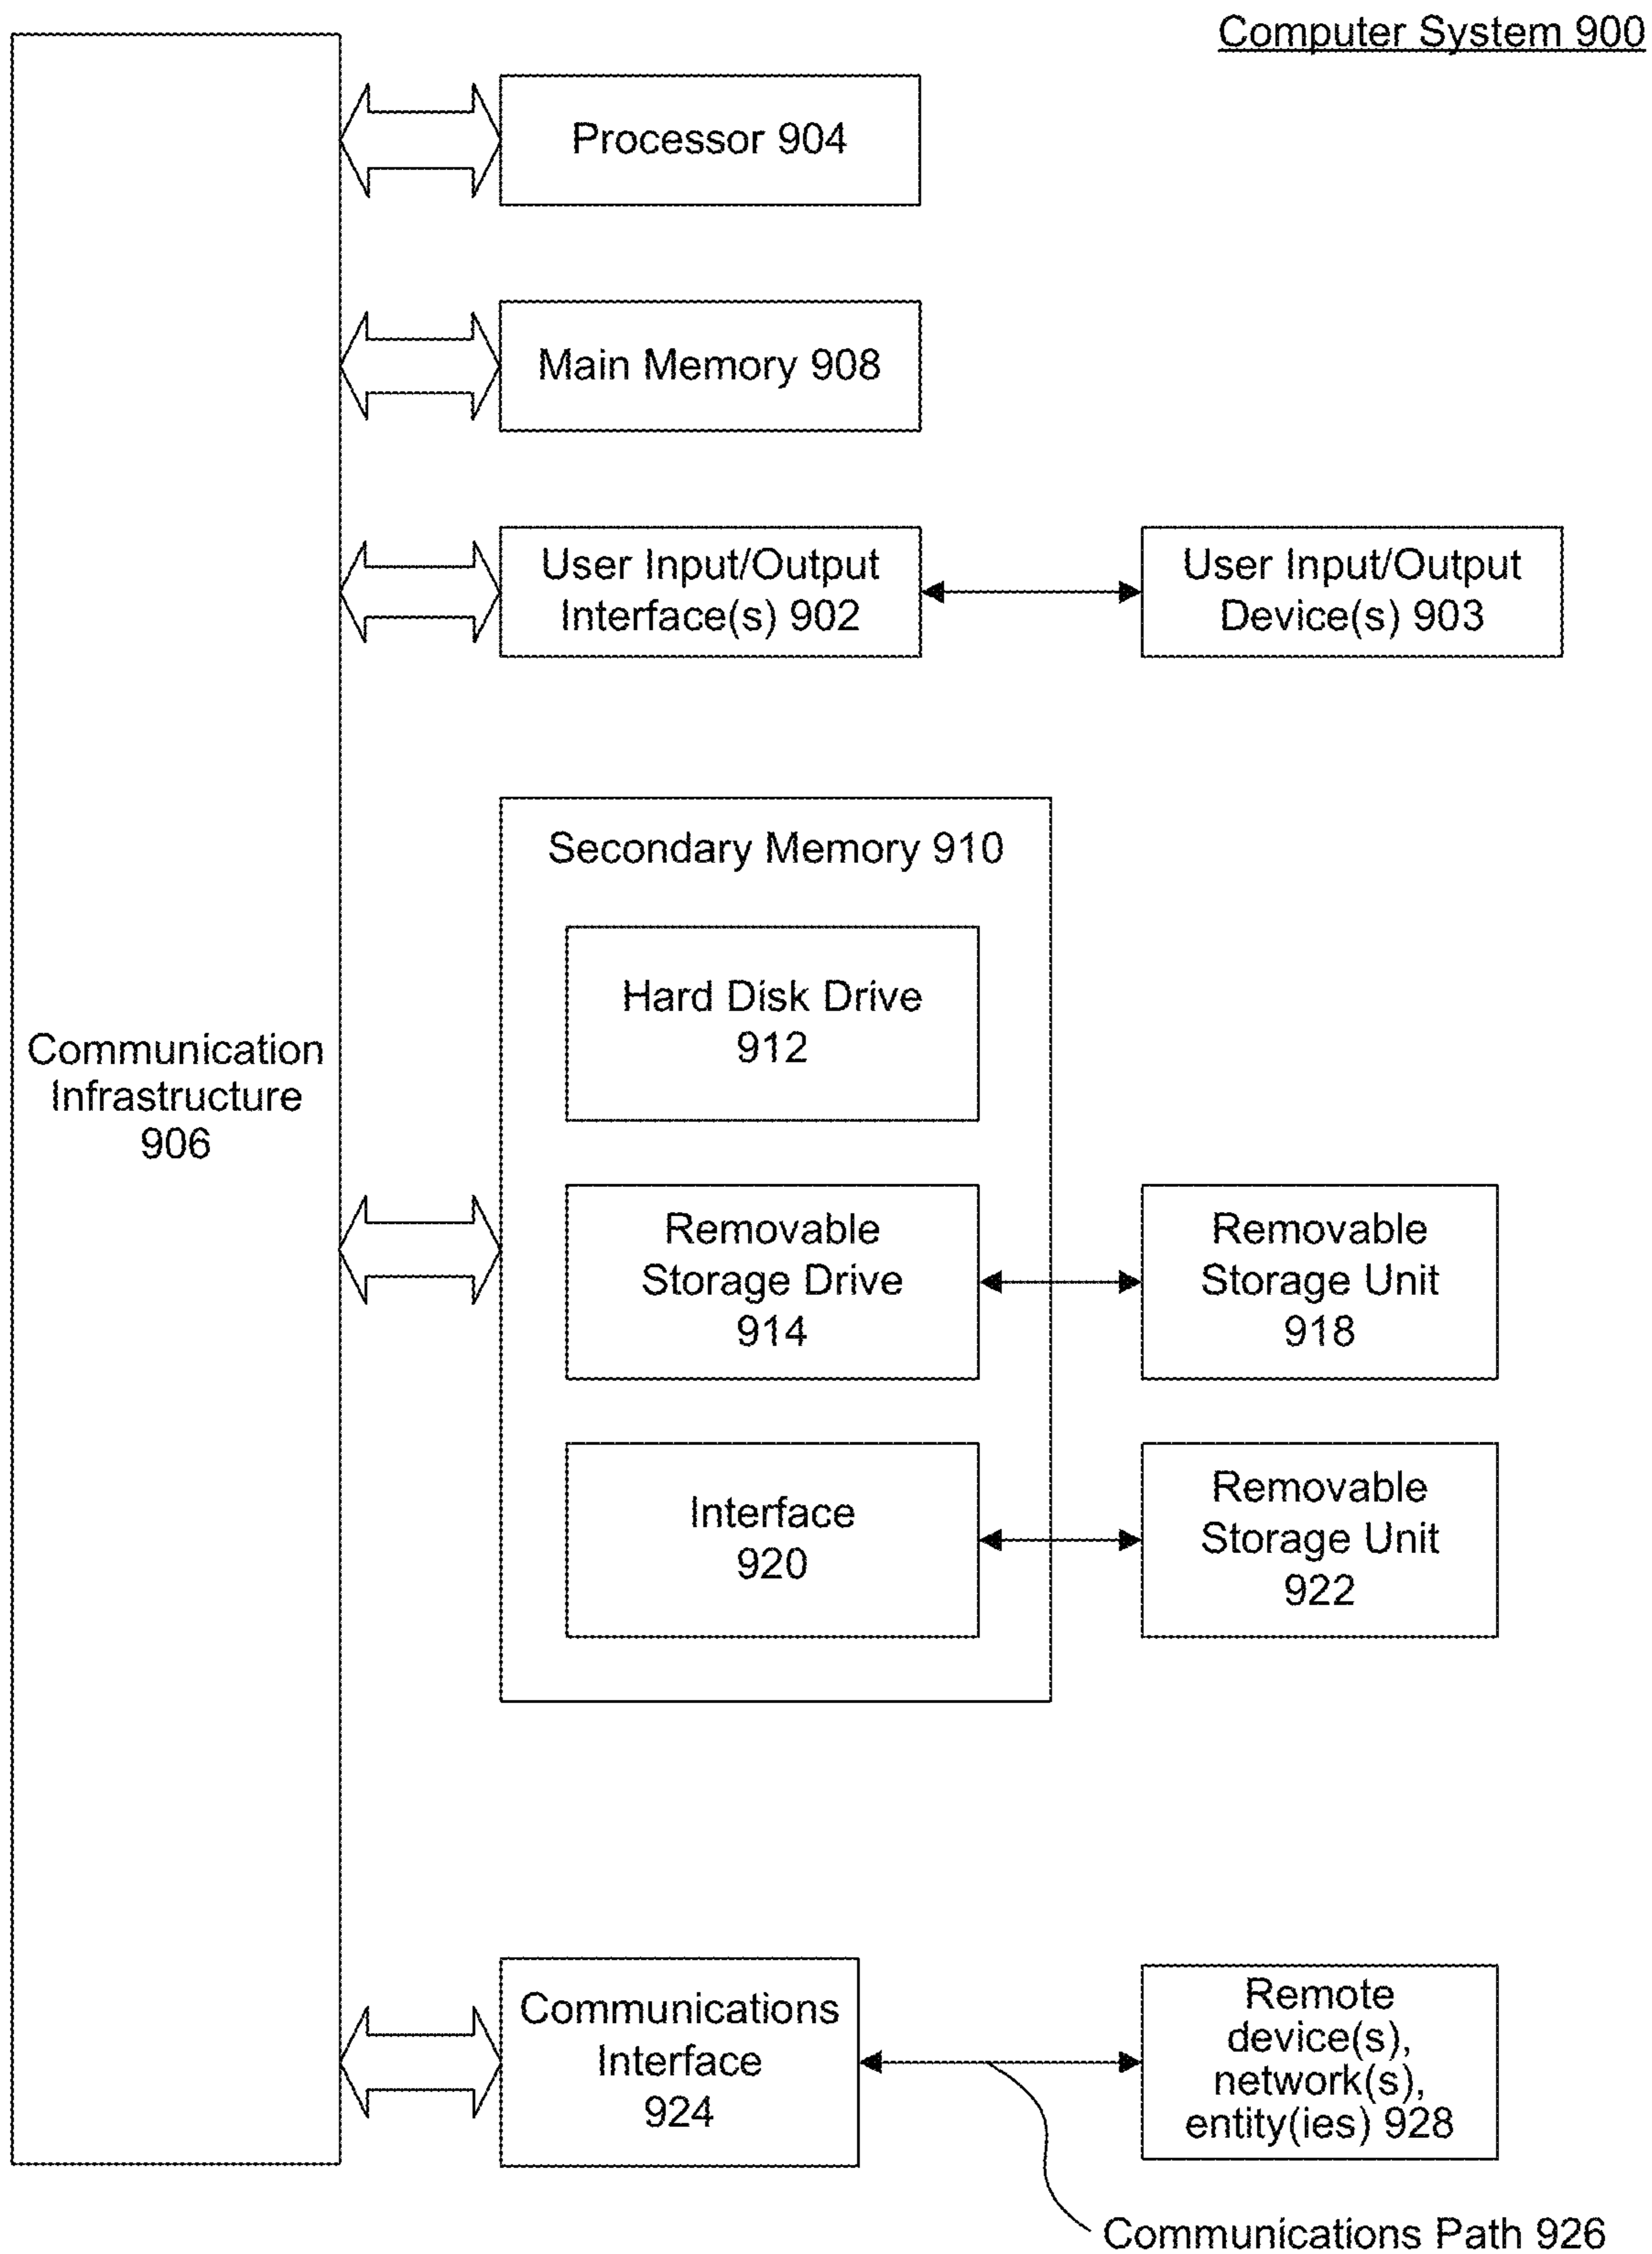 Computer System 900
Processor 904
Main Memory 908
User Input/Output
Interface(s) 902
User Input/Output
Device(s) 903
Secondary Memory 910
Hard Disk Drive
912
Communication
Infrastructure
906
Removable
Storage Drive
914
Removable
Storage Unit
918
Interface
920
Removable
Storage Unit
922
Communications
Interface
924
Remote
device(s),
network(s),
entity(ies) 928
Communications Path 926